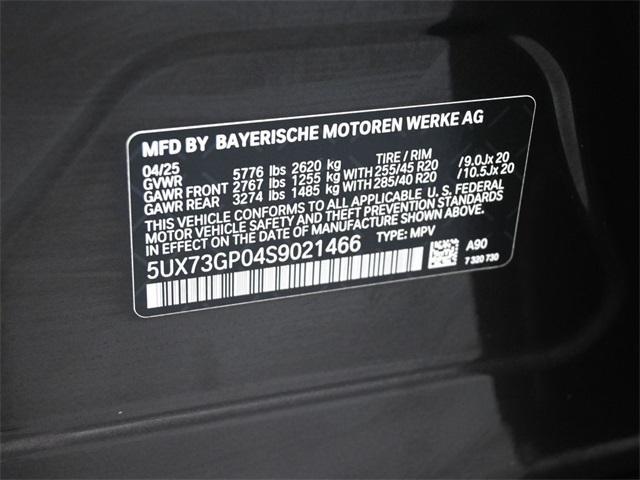 MFD BY BAYERISCHE MOTOREN WERKE AG
04/25 TIRE / RIM
GVWR 5776 lbs 2620 kg
GAWR FRONT 2767 lbs 1255 kg WITH 255/45 R20 /9.0Jx 20
GAWR REAR 3274 lbs 1485 kg WITH 285/40 R20 /10.5Jx 20
THIS VEHICLE CONFORMS TO ALL APPLICABLE U. S. FEDERAL
MOTOR VEHICLE SAFETY AND THEFT PREVENTION STANDARDS
IN EFFECT ON THE DATE OF MANUFACTURE SHOWN ABOVE.
5UX73GP04S9021466 TYPE: MPV
A90
7 320 730